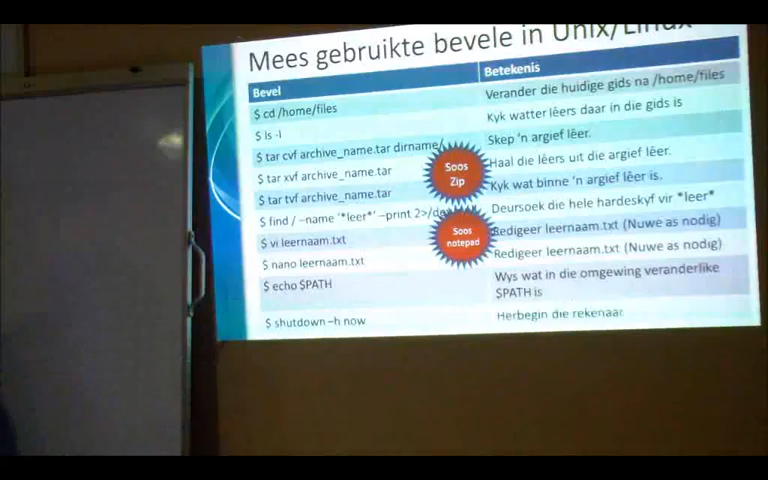 Mees gebruikte bevele in Unix/Linux
Bevel
Betekenis
$ cd /home/files
Verander die huidige gids na /home/files
$ ls -l
Kyk watter lêers daar in die gids is
$ tar cvf archive_name.tar dirname/
Skep 'n argief lêer.
$ tar xvf archive_name.tar
Haal die lêers uit die argief lêer.
$ tar tvf archive_name.tar
Kyk wat binne 'n argief lêer is.
Soos
Zip
$ find / –name '*leer*' –print 2>/de
Deursoek die hele hardeskyf vir *leer*
$ vi leernaam.txt
Redigeer leernaam.txt (Nuwe as nodig)
Soos
notepad
$ nano leernaam.txt
Redigeer leernaam.txt (Nuwe as nodig)
$ echo $PATH
Wys wat in die omgewing veranderlike
$PATH is
$ shutdown –h now
Herbegin die rekenaar